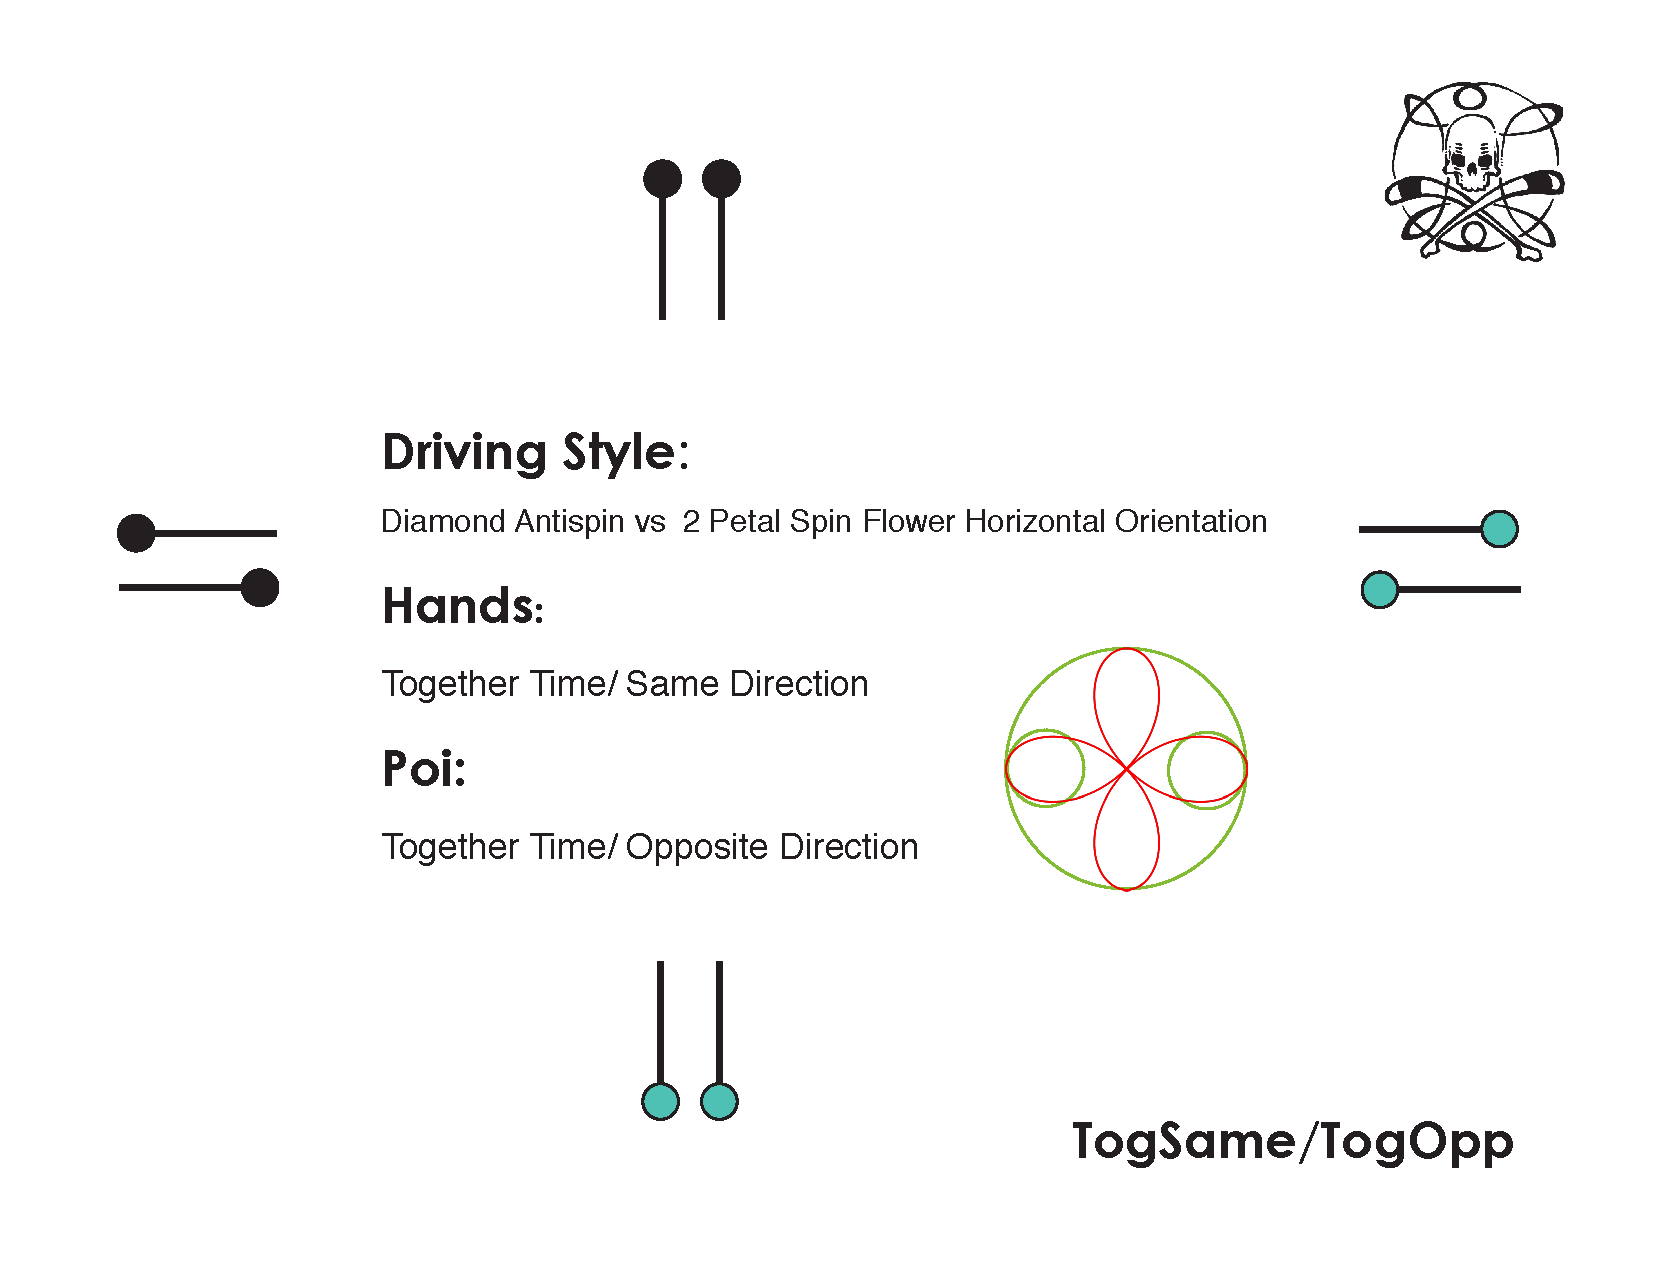 Driving Style:
Diamond Antispin vs 2 Petal Spin Flower Horizontal Orientation
Hands:
Together Time/ Same Direction
Poi:
Together Time/ Opposite Direction
TogSame/TogOpp